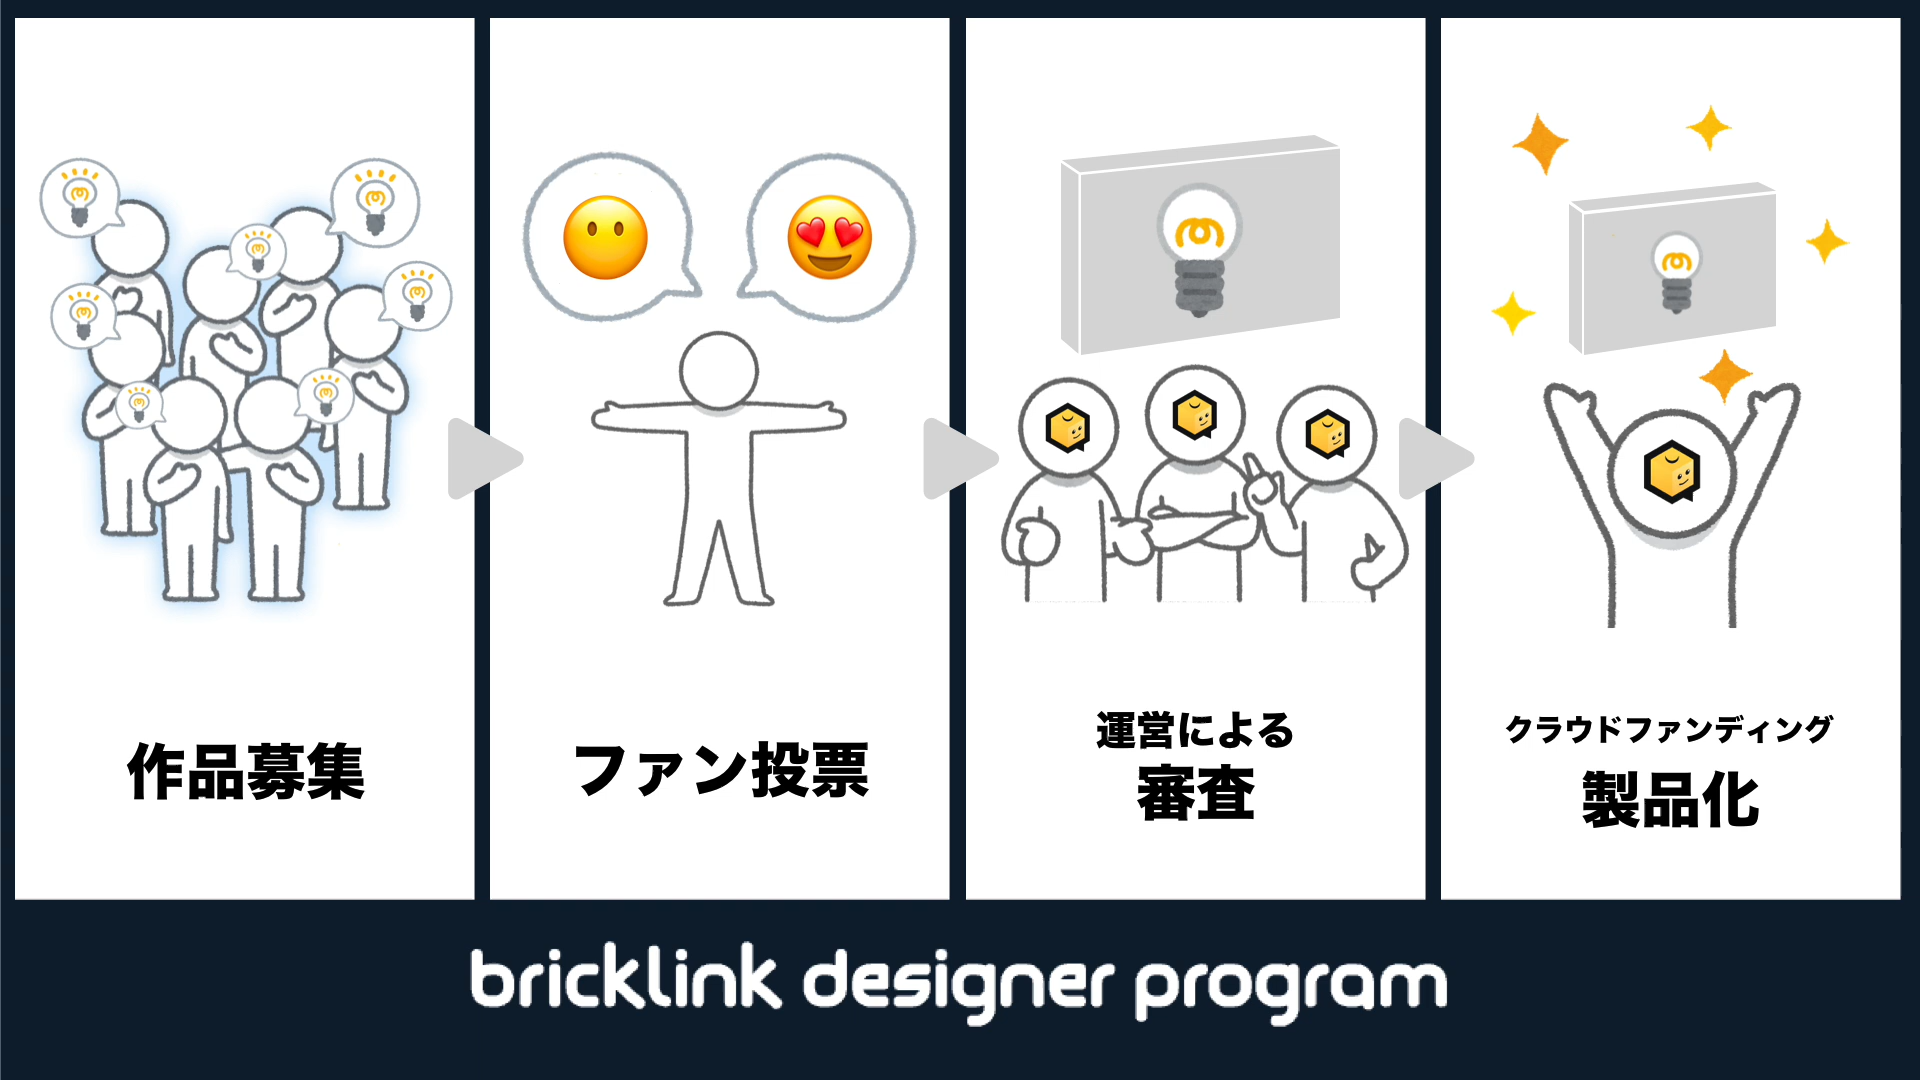 作品募集
ファン投票
運営による
審査
クラウドファンディング
製品化
bricklink designer program